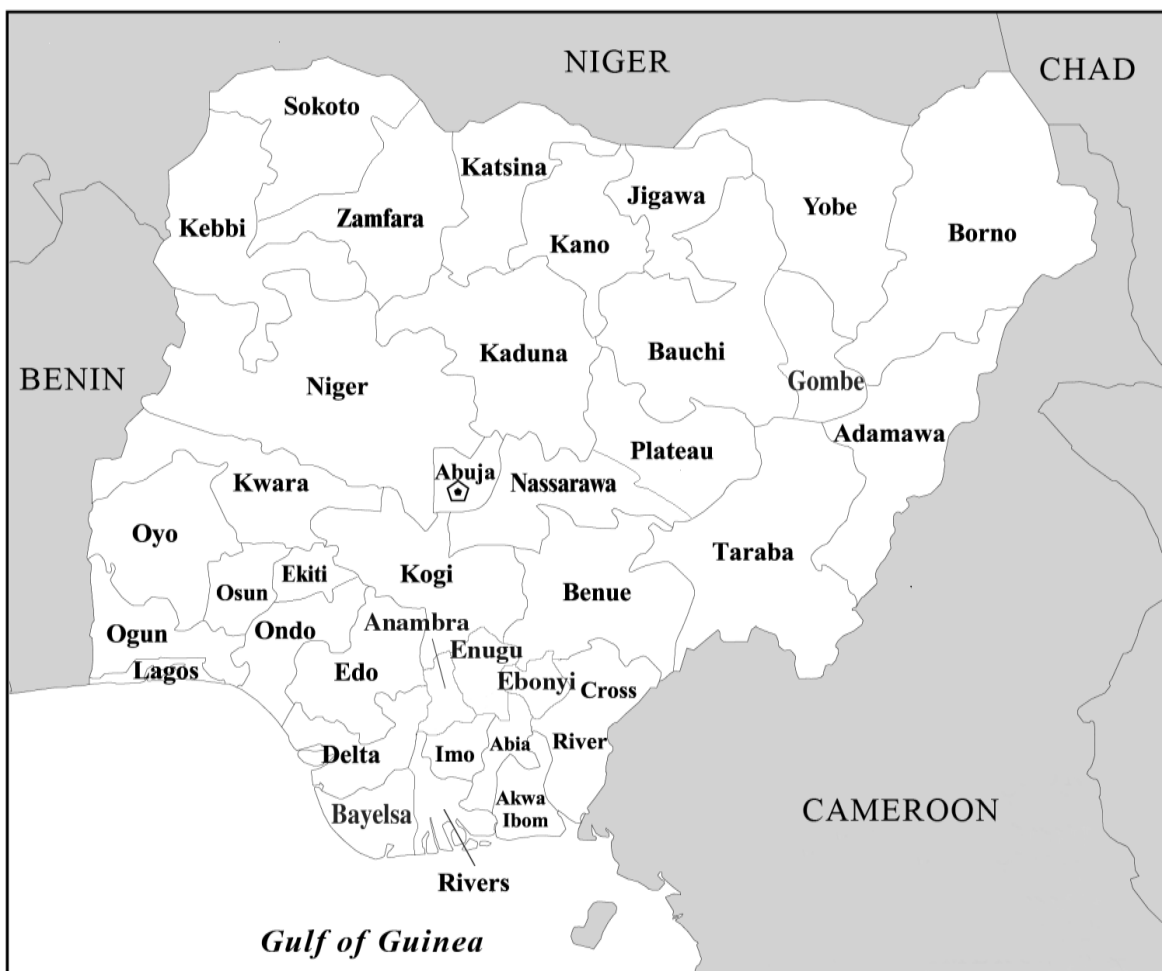 NIGER
CHAD
Sokoto
Katsina
Jigawa
Yobe
Borno
Kebbi
Zamfara
Kano
Kaduna
Bauchi
BENIN
Niger
Gombe
Adamawa
Plateau
Abuja
Kwara
Nassarawa
Oyo
Taraba
Osun
Ekiti
Kogi
Benue
Ogun
Ondo
Anambra
Enugu
Lagos
Edo
Ebonyi
Cross
River
Delta
Imo
Abia
Bayelsa
Akwa
Ibom
CAMEROON
Rivers
Gulf of Guinea